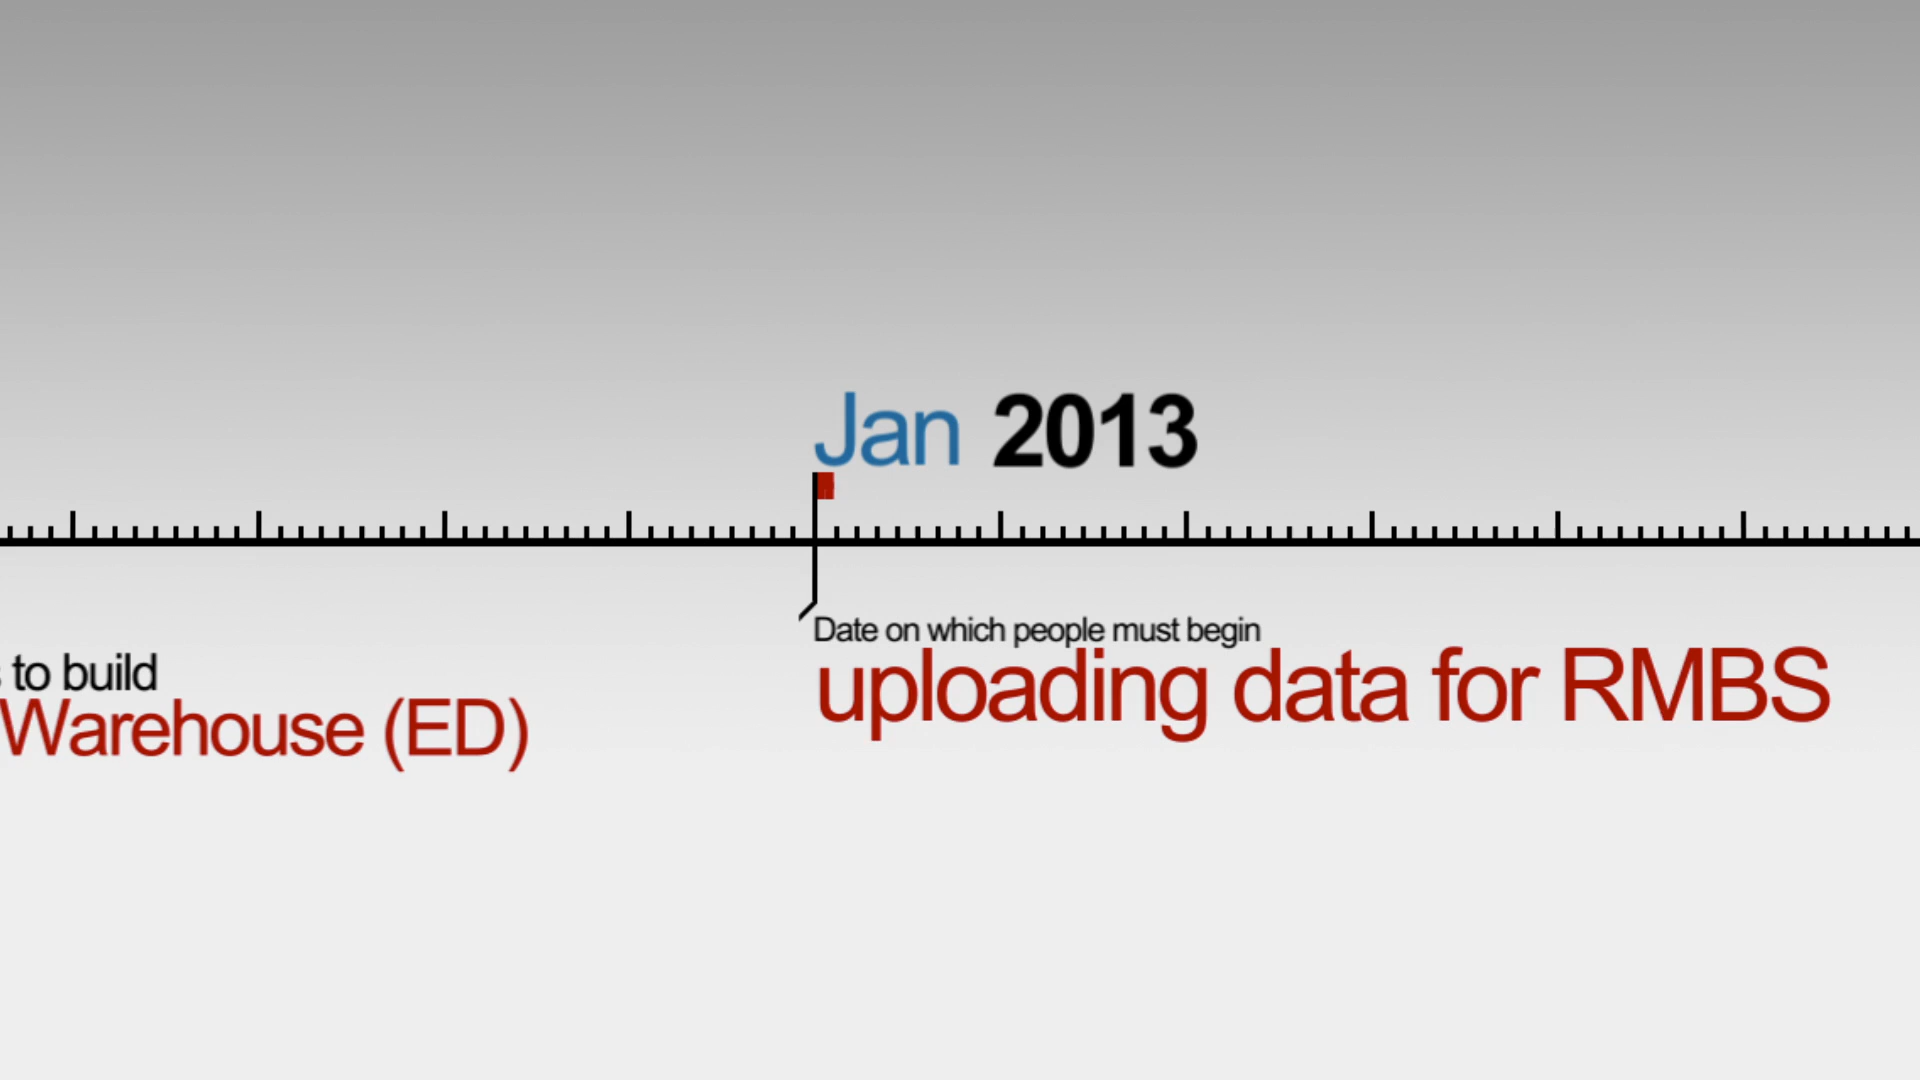 Jan 2013
Date on which people must begin
uploading data for RMBS
to build
Warehouse (ED)